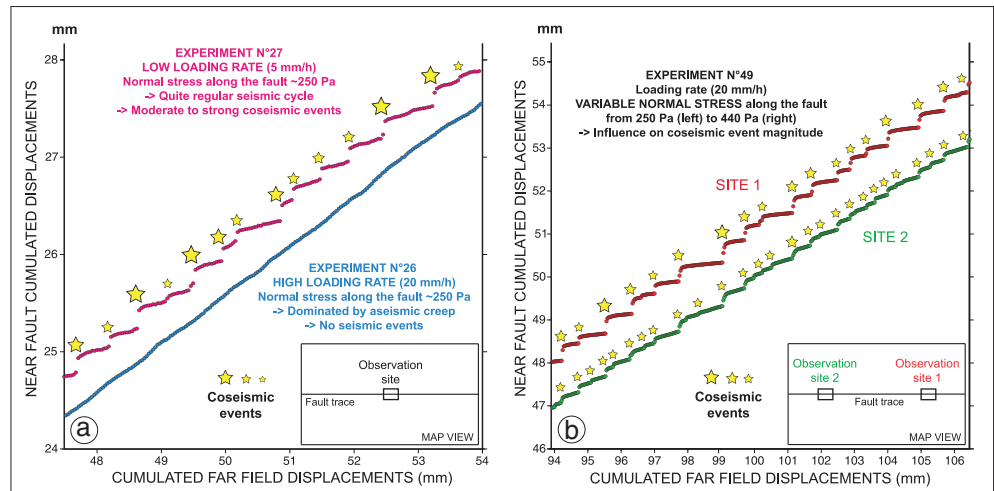 mm
28
27
26
25
24
NEAR FAULT CUMULATED DISPLACEMENTS
EXPERIMENT N°27
LOW LOADING RATE (5 mm/h)
Normal stress along the fault ~250 Pa
-> Quite regular seismic cycle
-> Moderate to strong coseismic events
EXPERIMENT N°26
HIGH LOADING RATE (20 mm/h)
Normal stress along the fault ~250 Pa
-> Dominated by aseismic creep
-> No seismic events
Coseismic
events
Observation
site
Fault trace
MAP VIEW
a
48 49 50 51 52 53 54
CUMULATED FAR FIELD DISPLACEMENTS (mm)
mm
55
54
53
52
51
50
49
48
47
46
NEAR FAULT CUMULATED DISPLACEMENTS
EXPERIMENT N°49
Loading rate (20 mm/h)
VARIABLE NORMAL STRESS along the fault
from 250 Pa (left) to 440 Pa (right)
-> Influence on coseismic event magnitude
SITE 1
SITE 2
Coseismic
events
Observation
site 2
Observation
site 1
Fault trace
MAP VIEW
b
94 95 96 97 98 99 100 101 102 103 104 105 106
CUMULATED FAR FIELD DISPLACEMENTS (mm)